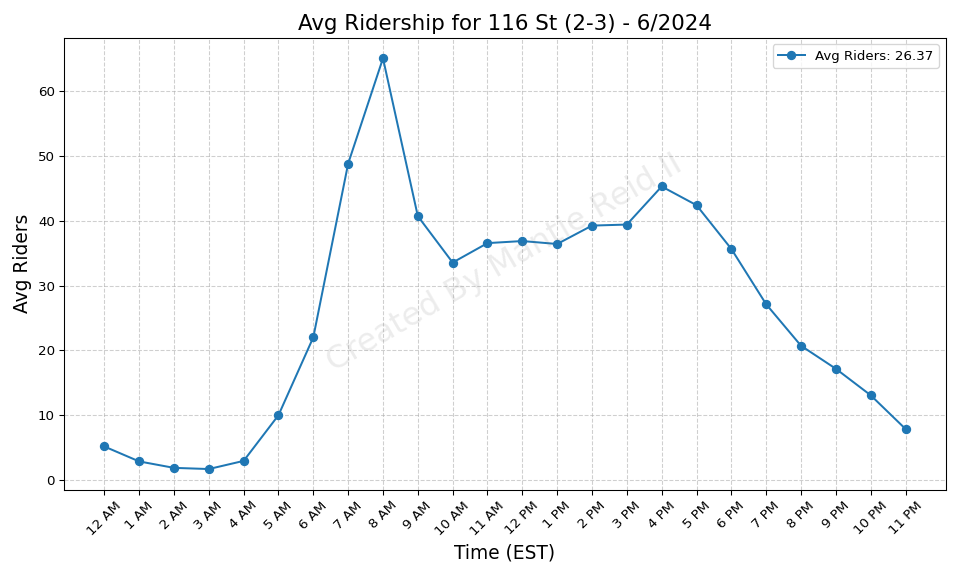 Avg Ridership for 116 St (2-3) - 6/2024
Avg Riders: 26.37
Avg Riders
60
50
40
30
20
10
0
Created By Mantie Reid II
12 AM
1 AM
2 AM
3 AM
4 AM
5 AM
6 AM
7 AM
8 AM
9 AM
10 AM
11 AM
12 PM
1 PM
2 PM
3 PM
4 PM
5 PM
6 PM
7 PM
8 PM
9 PM
10 PM
11 PM
Time (EST)